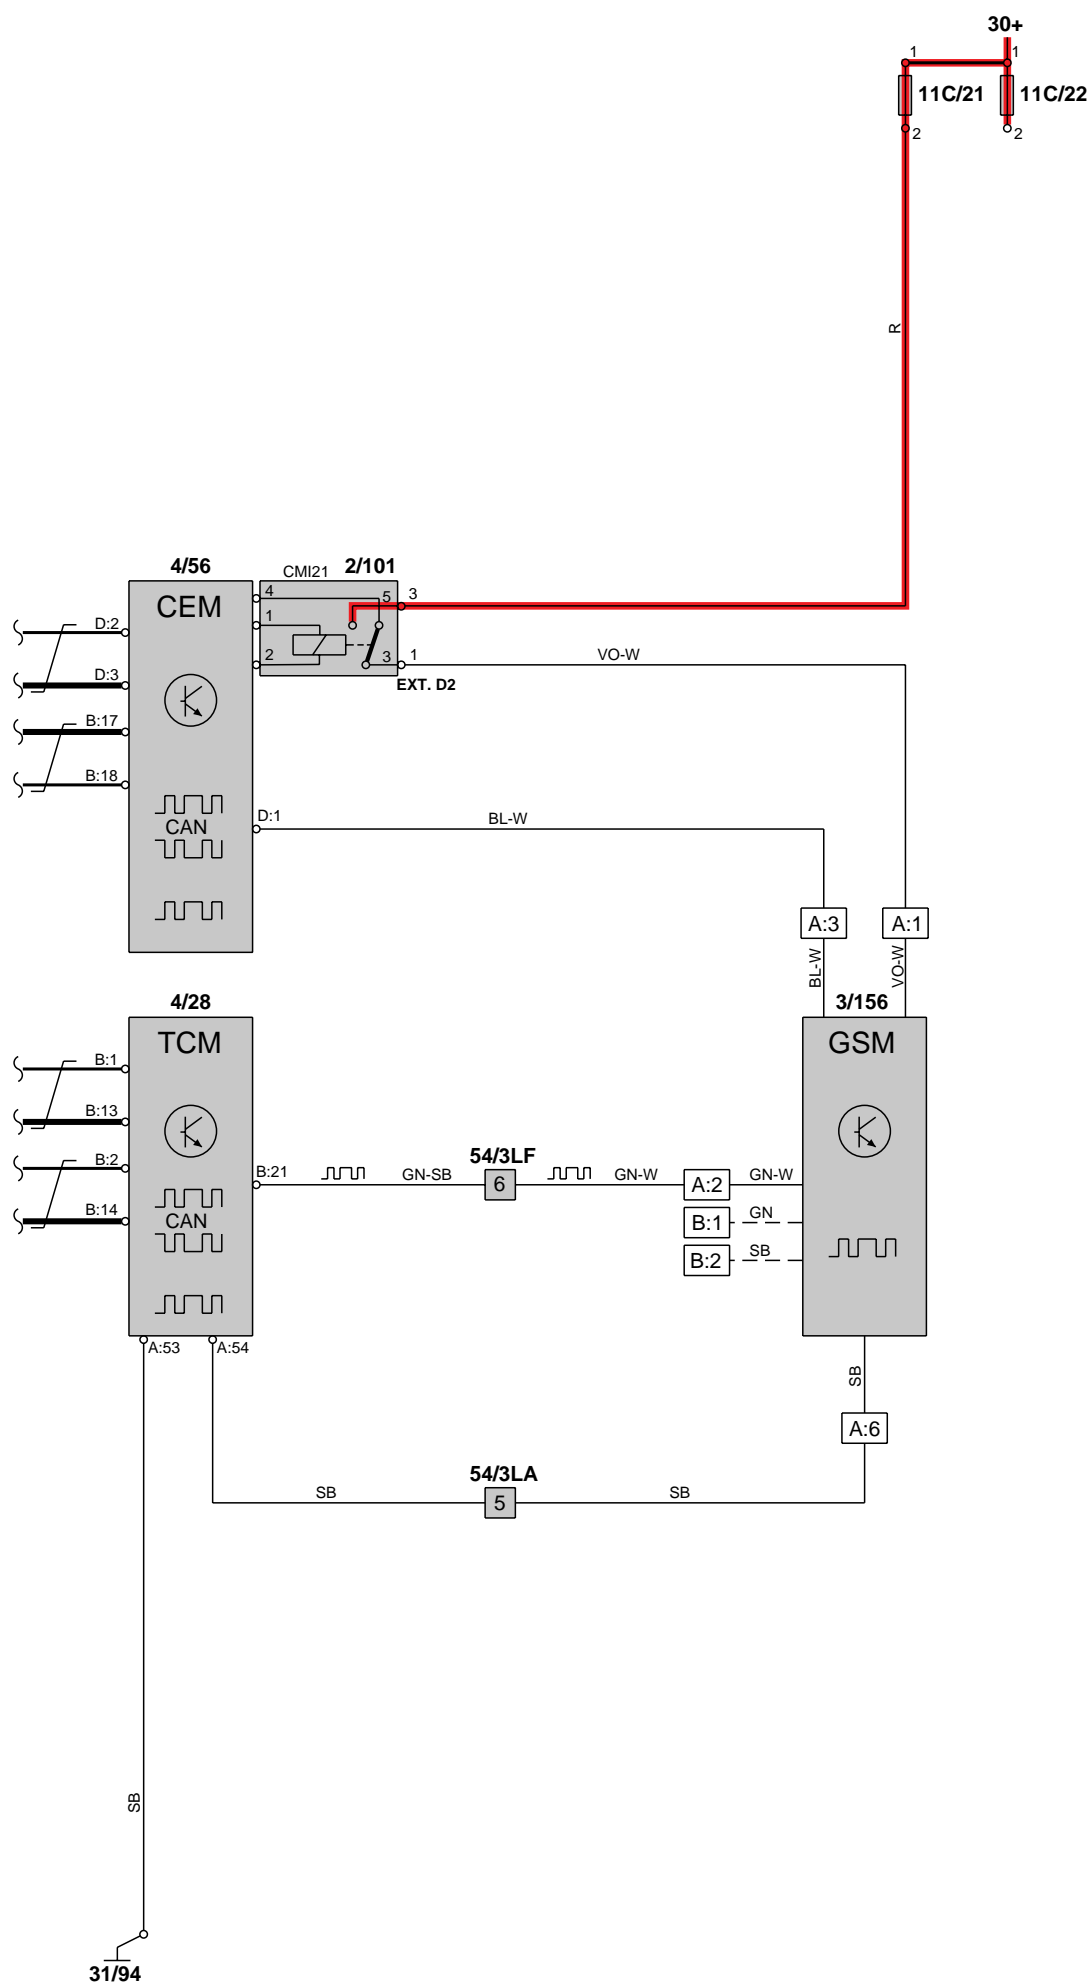 30+
1
1
11C/21
11C/22
2
2
R
4/56
CMI21
2/101
CEM
4
5
3
D:2
1
2
3
1
VO-W
D:3
EXT. D2
B:17
B:18
D:1
BL-W
CAN
A:3
A:1
BL-W
VO-W
4/28
3/156
TCM
GSM
B:1
B:13
54/3LF
B:2
B:21
GN-SB
6
GN-W
A:2
GN-W
B:14
CAN
B:1
GN
B:2
SB
A:53
A:54
SB
A:6
54/3LA
SB
5
SB
SB
31/94